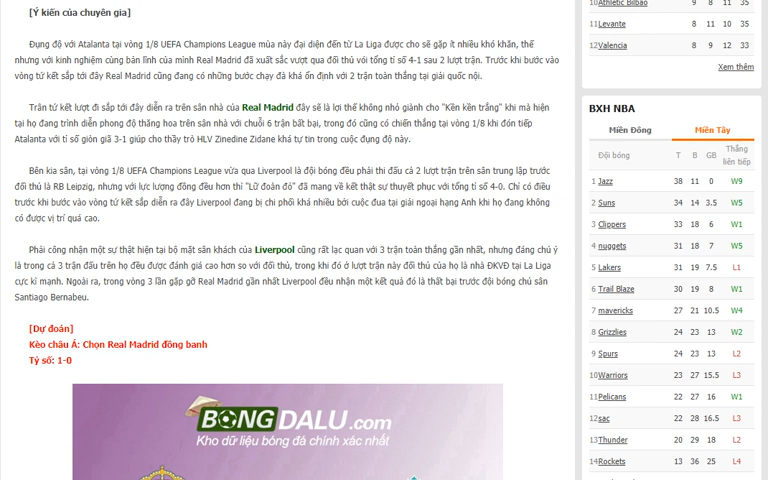 [Ý kiến của chuyên gia]
Đụng độ với Atalanta tại vòng 1/8 UEFA Champions League mùa này đại diện đến từ La Liga được cho sẽ gặp ít nhiều khó khăn, thế
nhưng với kinh nghiệm cùng bản lĩnh của mình Real Madrid đã xuất sắc vượt qua đối thủ vói tổng tỉ số 4-1 sau 2 lượt trận. Trước khi bước vào
vòng tứ kết sắp tới đây Real Madrid cũng đang có những bước chạy đà khá ổn định với 2 trận toàn thắng tại giải quốc nội.
Trân tứ kết lượt đi sắp tới đây diễn ra trên sân nhà của Real Madrid đây sẽ là lợi thế không nhỏ giành cho "Kền kền trắng" khi mà hiện
tại họ đang trình diễn phong độ thăng hoa trên sân nhà với chuỗi 6 trận bất bại, trong đó cũng có chiến thắng tại vòng 1/8 khi đón tiếp
Atalanta với tỉ số giòn giã 3-1 giúp cho thầy trò HLV Zinedine Zidane khá tự tin trong cuộc đụng độ này.
Bên kia sân, tại vòng 1/8 UEFA Champions League vừa qua Liverpool là đội bóng đều phải thi đấu cả 2 lượt trận trên sân trung lập trước
đối thủ là RB Leipzig, nhưng với lực lượng đồng đều hơn thì "Lữ đoàn đỏ" đã mang về kết thật sự thuyết phục với tổng tỉ số 4-0. Chỉ có điều
trước khi bước vào vòng tứ kết sắp diễn ra đây Liverpool đang bị chi phối khá nhiều bởi cuộc đua tại giải ngoại hạng Anh khi họ đang không
có được vị trí quá cao.
Phải công nhận một sự thật hiện tại bộ mặt sân khách của Liverpool cũng rất lạc quan với 3 trận toàn thắng gần nhất, nhưng đáng chú ý
là trong cả 3 trận đấu trên họ đều được đánh giá cao hơn so với đối thủ, trong khi đó ở lượt trận này đối thủ của họ là nhà ĐKVĐ tại La Liga
cực kì mạnh. Ngoài ra, trong vòng 3 lần gặp gỡ Real Madrid gần nhất Liverpool đều nhận một kết quả đó là thất bại trước đội bóng chủ sân
Santiago Bernabeu.
[Dự đoán]
Kèo châu Á: Chọn Real Madrid đồng banh
Tỷ số: 1-0
BONGDALU.com
Kho dữ liệu bóng đá chính xác nhất
10 Athletic Bilbao 9 8 11 35
11 Levante 8 11 10 35
12 Valencia 8 9 12 33
Xem thêm
BXH NBA
Miền Đông Miền Tây
Đội bóng T B GB Thắng liên tiếp
1 Jazz 38 11 0 W9
2 Suns 34 14 3.5 W5
3 Clippers 33 18 6 W1
4 nuggets 31 18 7 W5
5 Lakers 31 19 7.5 L1
6 Trail Blaze 30 19 8 W1
7 mavericks 27 21 10.5 W4
8 Grizzlies 24 23 13 W2
9 Spurs 24 23 13 L2
10 Warriors 23 27 15.5 L3
11 Pelicans 22 27 16 W1
12 sac 22 28 16.5 L3
13 Thunder 20 29 18 L2
14 Rockets 13 36 25 L4